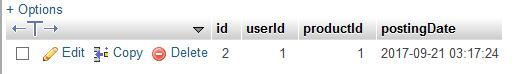 + Options
←T→ id userId productId postingDate
Edit Copy Delete 2 1 1 2017-09-21 03:17:24